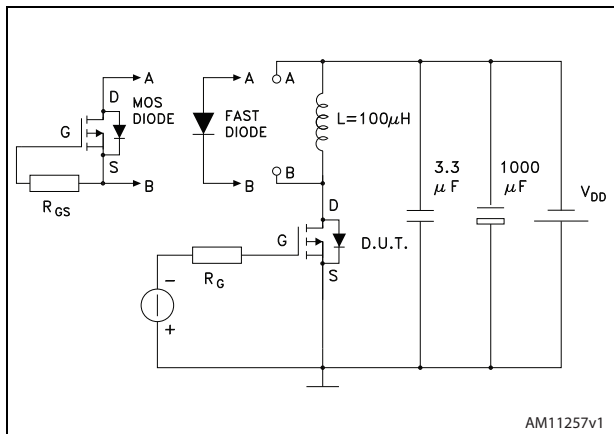 A
D
MOS
DIODE
G
S
B
RGS
A
FAST
DIODE
B
A
L=100μH
B
D
G
D.U.T.
S
RG
-
+
3.3
μF
1000
μF
VDD
AM11257v1